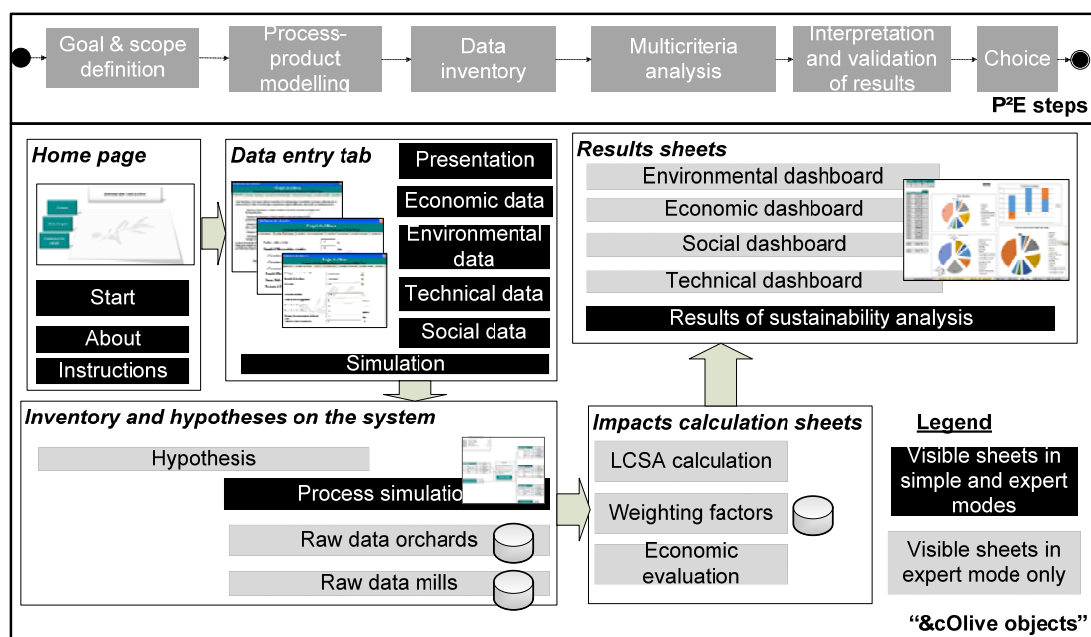 Goal & scope
definition
Process-
product
modelling
Data
inventory
Multicriteria
analysis
Interpretation
and validation
of results
Choice
P²E steps
Home page
Start
About
Instructions
Data entry tab
Presentation
Economic data
Environmental
data
Technical data
Social data
Simulation
Results sheets
Environmental dashboard
Economic dashboard
Social dashboard
Technical dashboard
Results of sustainability analysis
Inventory and hypotheses on the system
Hypothesis
Process simulation
Raw data orchards
Raw data mills
Impacts calculation sheets
LCSA calculation
Weighting factors
Economic
evaluation
Legend
Visible sheets in
simple and expert
modes
Visible sheets in
expert mode only
“&cOlive objects”